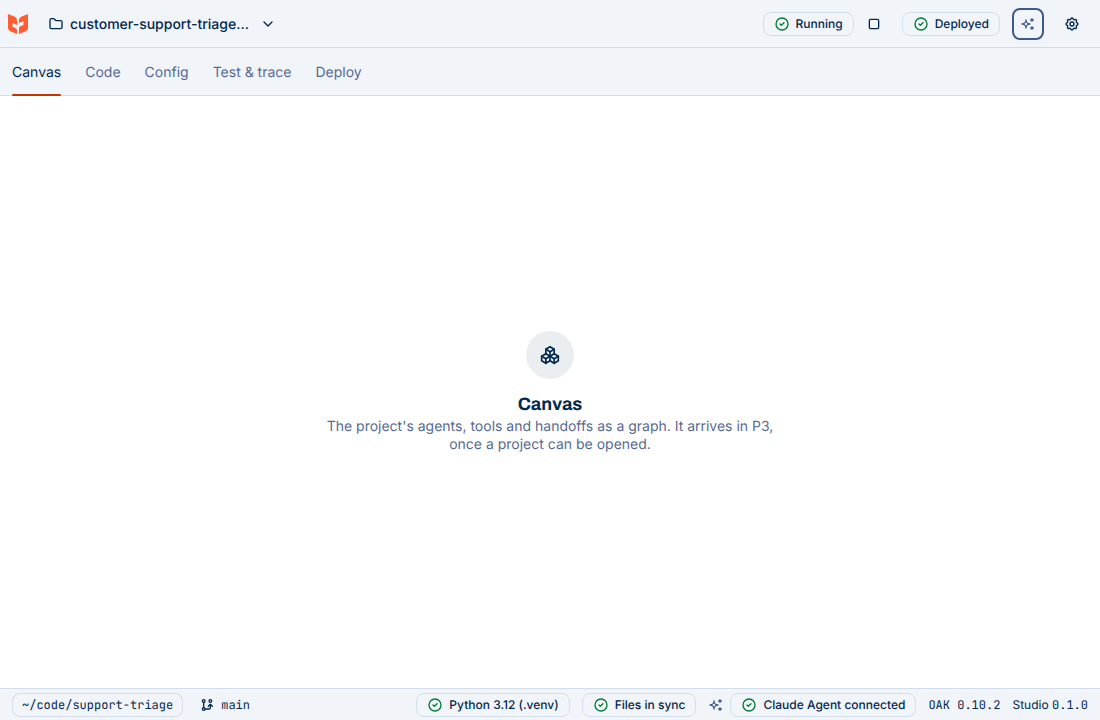 customer-support-triage...
Running
Deployed
Canvas
Code
Config
Test & trace
Deploy
Canvas
The project's agents, tools and handoffs as a graph. It arrives in P3,
once a project can be opened.
~/code/support-triage
main
Python 3.12 (.venv)
Files in sync
Claude Agent connected
OAK 0.10.2
Studio 0.1.0